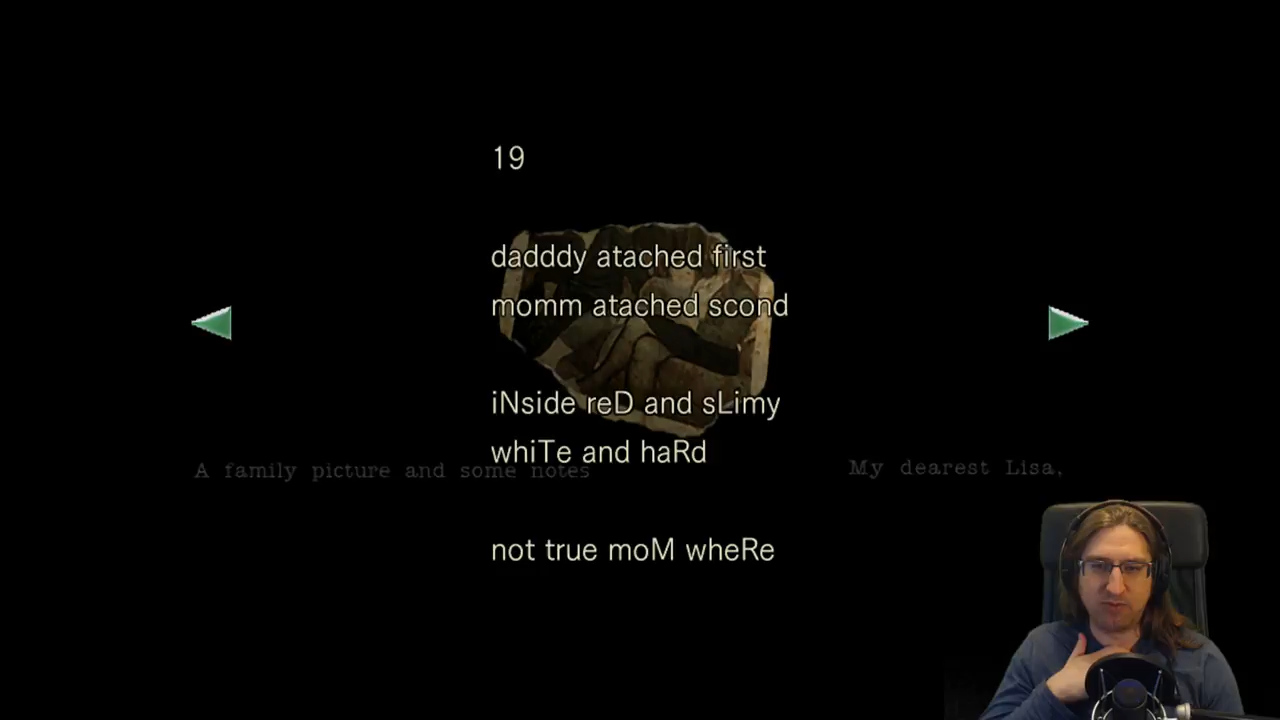 19
dadddy atached first
momm atached scond
iNside reD and sLimy
whiTe and haRd
A family picture and some notes
My dearest Lisa,
not true moM wheRe